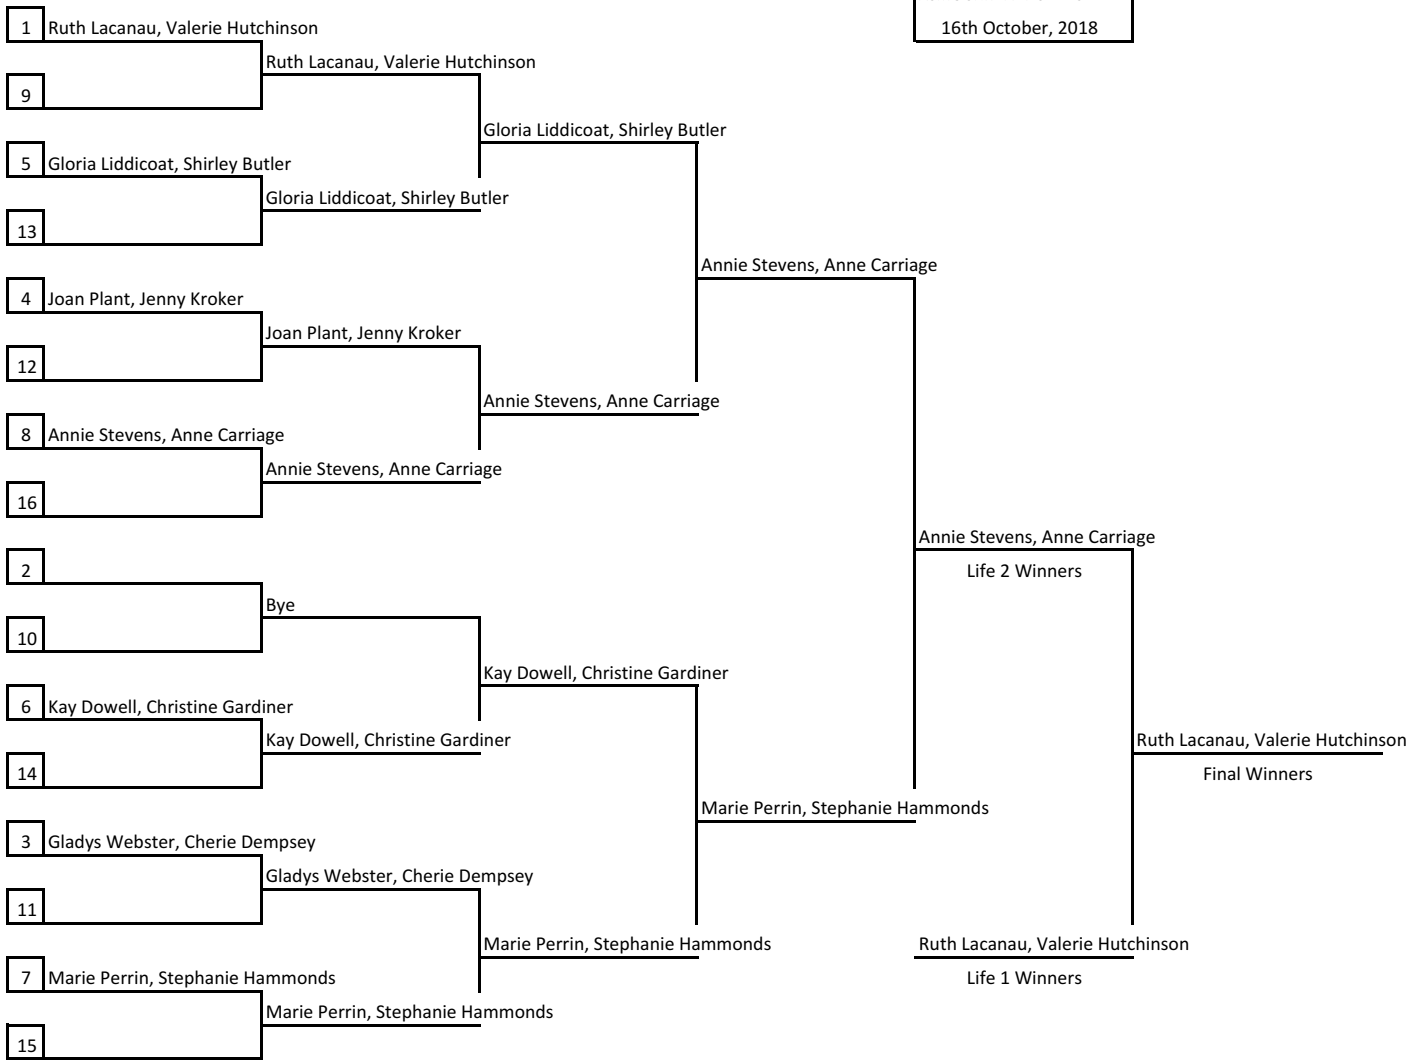 1 Ruth Lacanau, Valerie Hutchinson
16th October, 2018
Ruth Lacanau, Valerie Hutchinson
9
Gloria Liddicoat, Shirley Butler
5 Gloria Liddicoat, Shirley Butler
Gloria Liddicoat, Shirley Butler
13
Annie Stevens, Anne Carriage
4 Joan Plant, Jenny Kroker
Joan Plant, Jenny Kroker
12
Annie Stevens, Anne Carriage
8 Annie Stevens, Anne Carriage
Annie Stevens, Anne Carriage
16
Annie Stevens, Anne Carriage
2
Life 2 Winners
Bye
10
Kay Dowell, Christine Gardiner
6 Kay Dowell, Christine Gardiner
Kay Dowell, Christine Gardiner
Ruth Lacanau, Valerie Hutchinson
14
Final Winners
Marie Perrin, Stephanie Hammonds
3 Gladys Webster, Cherie Dempsey
Gladys Webster, Cherie Dempsey
11
Marie Perrin, Stephanie Hammonds
Ruth Lacanau, Valerie Hutchinson
7 Marie Perrin, Stephanie Hammonds
Life 1 Winners
Marie Perrin, Stephanie Hammonds
15